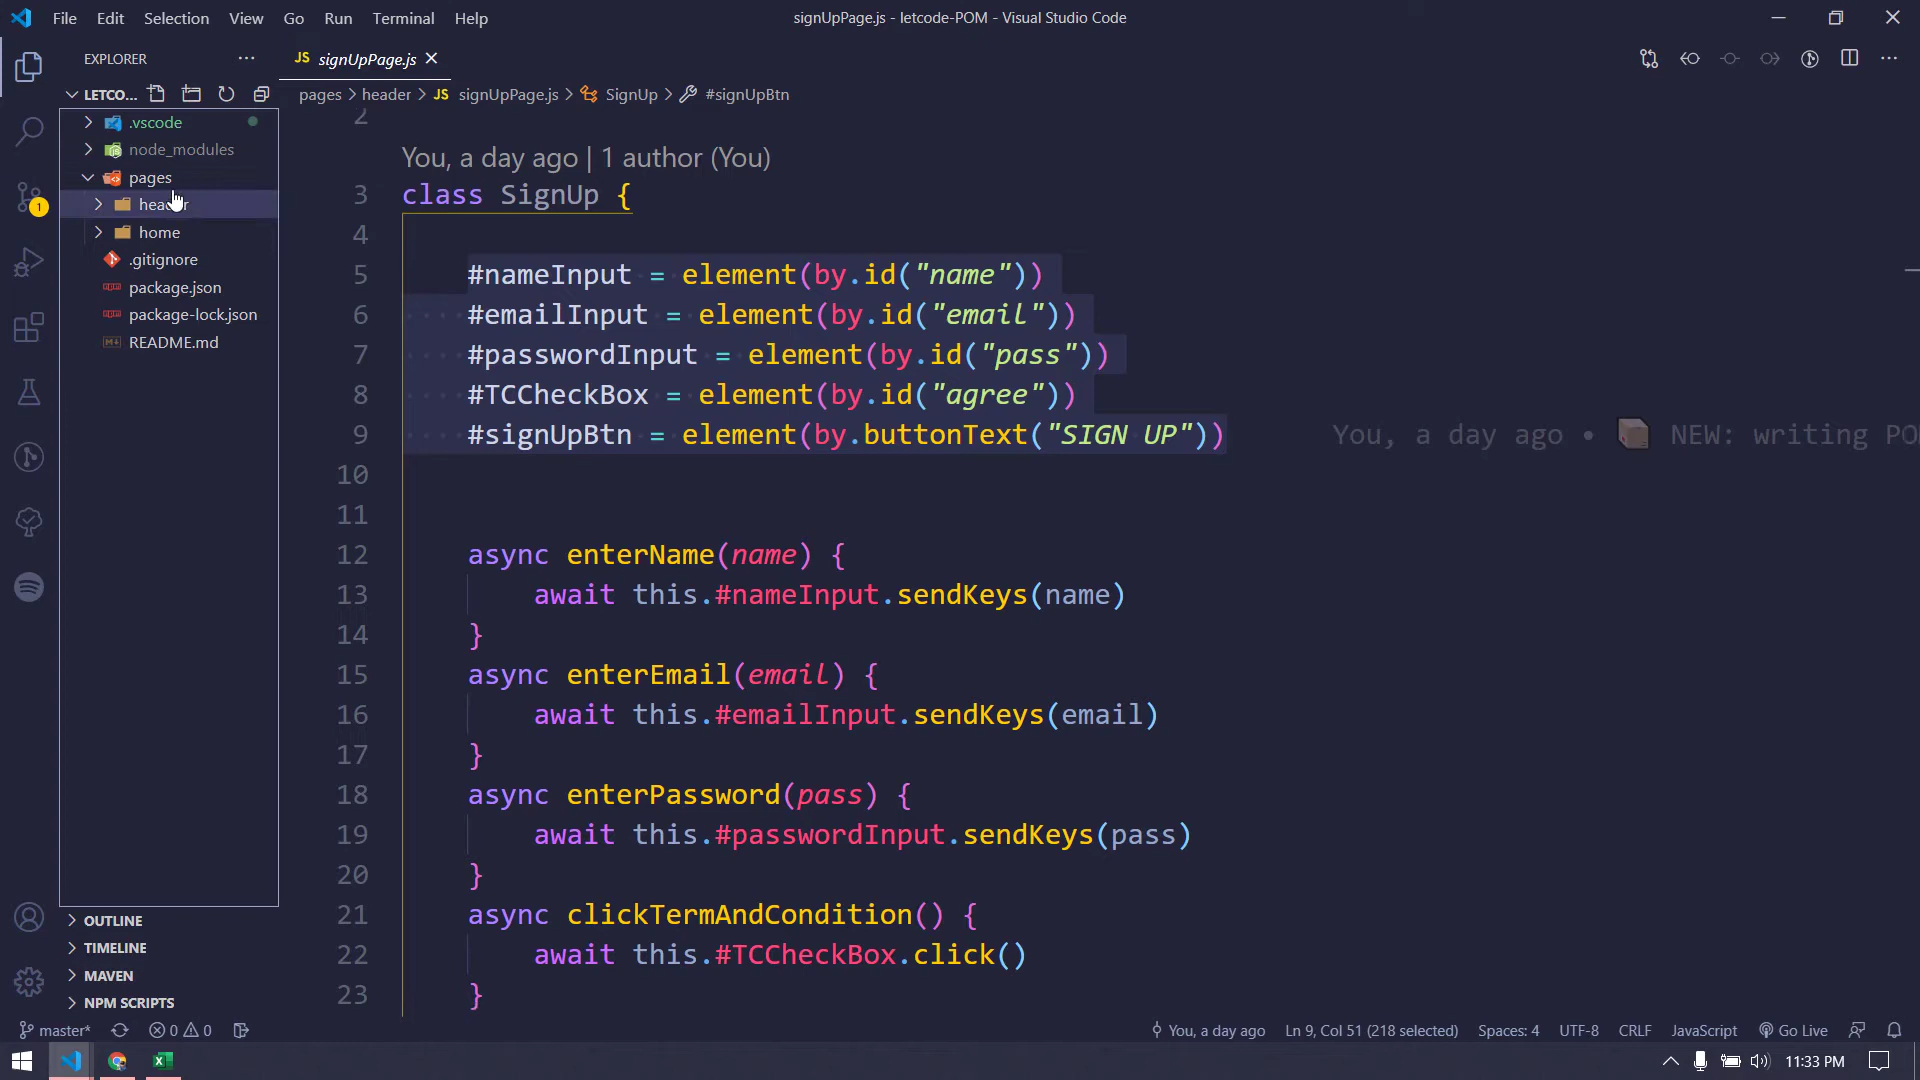 File Edit Selection View Go Run Terminal Help
signUpPage.js - letcode-POM - Visual Studio Code
EXPLORER
JS signUpPage.js
LETCO...
pages > header > JS signUpPage.js > SignUp > #signUpBtn
.vscode
node_modules
pages
header
home
.gitignore
package.json
package-lock.json
README.md
2
You, a day ago | 1 author (You)
3 class SignUp {
4
5 #nameInput = element(by.id("name"))
6 #emailInput = element(by.id("email"))
7 #passwordInput = element(by.id("pass"))
8 #TCCheckBox = element(by.id("agree"))
9 #signUpBtn = element(by.buttonText("SIGN UP")) You, a day ago • NEW: writing PO
10
11
12 async enterName(name) {
13 await this.#nameInput.sendKeys(name)
14 }
15 async enterEmail(email) {
16 await this.#emailInput.sendKeys(email)
17 }
18 async enterPassword(pass) {
19 await this.#passwordInput.sendKeys(pass)
20 }
21 async clickTermAndCondition() {
22 await this.#TCCheckBox.click()
23 }
1
OUTLINE
TIMELINE
MAVEN
NPM SCRIPTS
master* 0 0 You, a day ago Ln 9, Col 51 (218 selected) Spaces: 4 UTF-8 CRLF JavaScript Go Live
11:33 PM